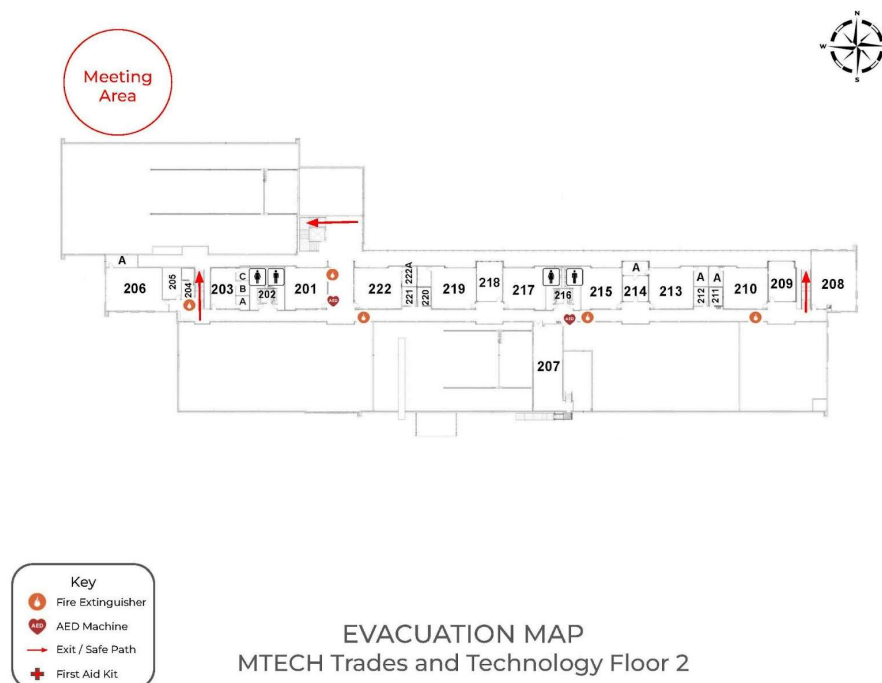 N
W
E
S
Meeting
Area
A
206
205
204
203
C
B
A
202
201
222
222A
221
220
219
218
217
216
215
A
214
213
A
A
212
211
210
209
208
AED
AED
207
Key
Fire Extinguisher
AED
AED Machine
Exit / Safe Path
First Aid Kit
EVACUATION MAP
MTECH Trades and Technology Floor 2